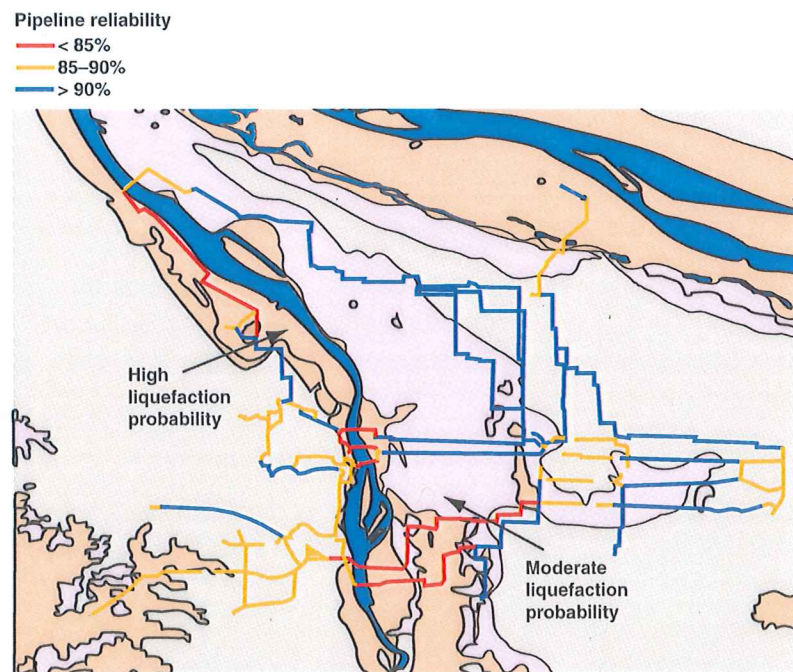 Pipeline reliability
< 85%
85–90%
> 90%
High
liquefaction
probability
Moderate
liquefaction
probability